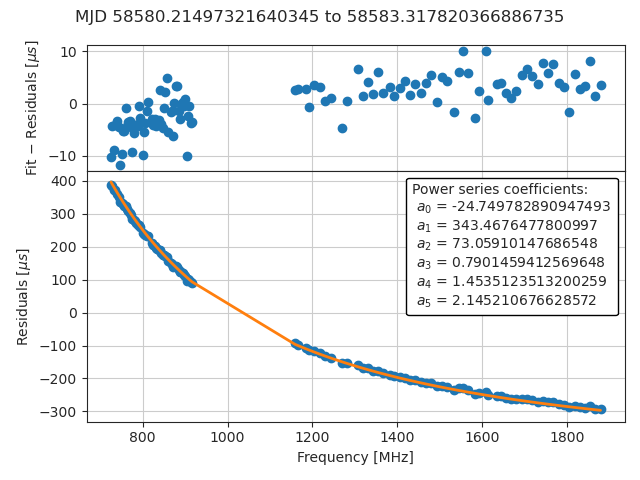 MJD 58580.21497321640345 to 58583.317820366886735
10
0
−10
Fit − Residuals [μs]
400
300
200
100
0
−100
−200
−300
Residuals [μs]
Power series coefficients:
a0 = -24.749782890947493
a1 = 343.4676477800997
a2 = 73.05910147686548
a3 = 0.7901459412569648
a4 = 1.4535123513200259
a5 = 2.145210676628572
800 1000 1200 1400 1600 1800
Frequency [MHz]